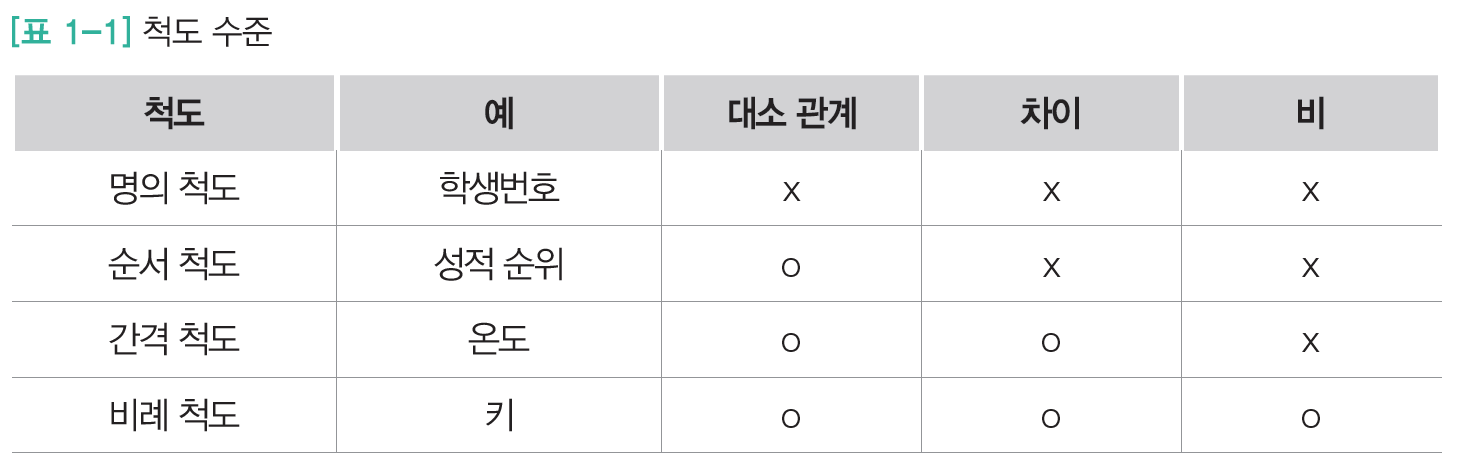 [표 1-1] 척도 수준
척도 예 대소 관계 차이 비
명의 척도 학생번호 X X X
순서 척도 성적 순위 O X X
간격 척도 온도 O O X
비례 척도 키 O O O